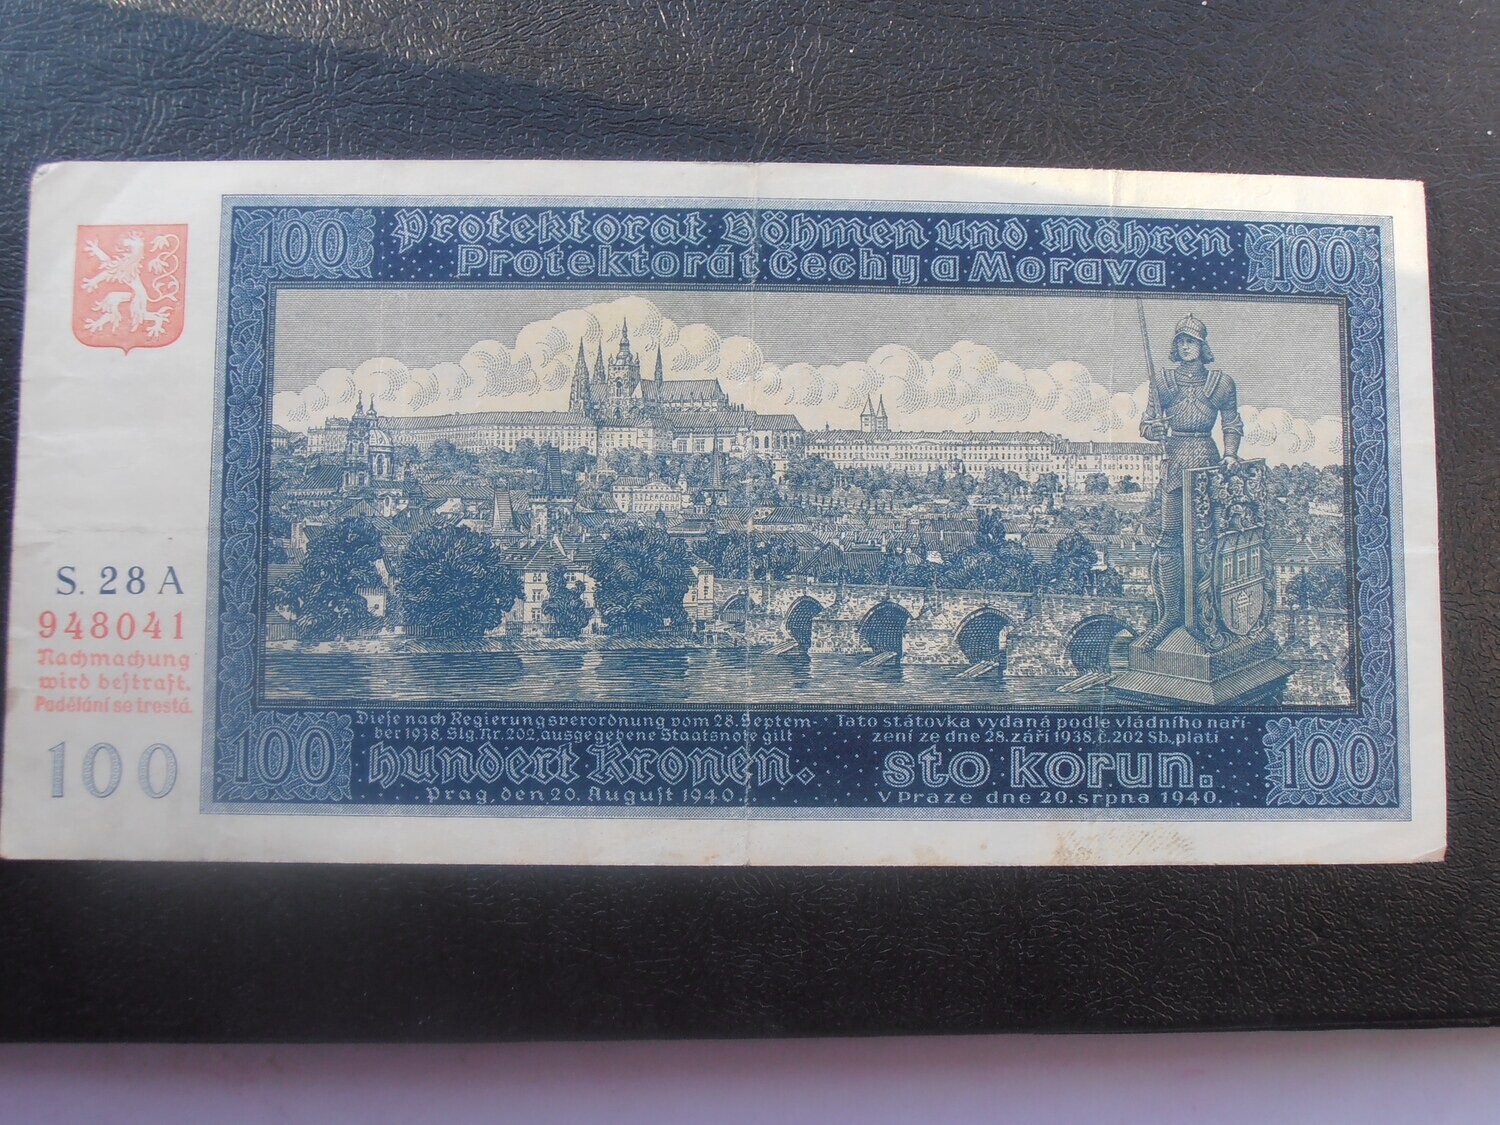 100 Protektorat Böhmen und Mähren 100
Protektorát Čechy a Morava
S. 28 A
948041
Nachmachung
wird bestraft.
Padělání se trestá.
100
Diese nach Regierungsverordnung vom 28. Septem-
ber 1938, Slg. Nr. 202, ausgegebene Staatsnote gilt
hundert Kronen.
Prag, den 20. August 1940.
Tato státovka vydaná podle vládního naří-
zení ze dne 28. září 1938, č. 202 Sb., platí
sto korun.
V Praze dne 20. srpna 1940.
100
100